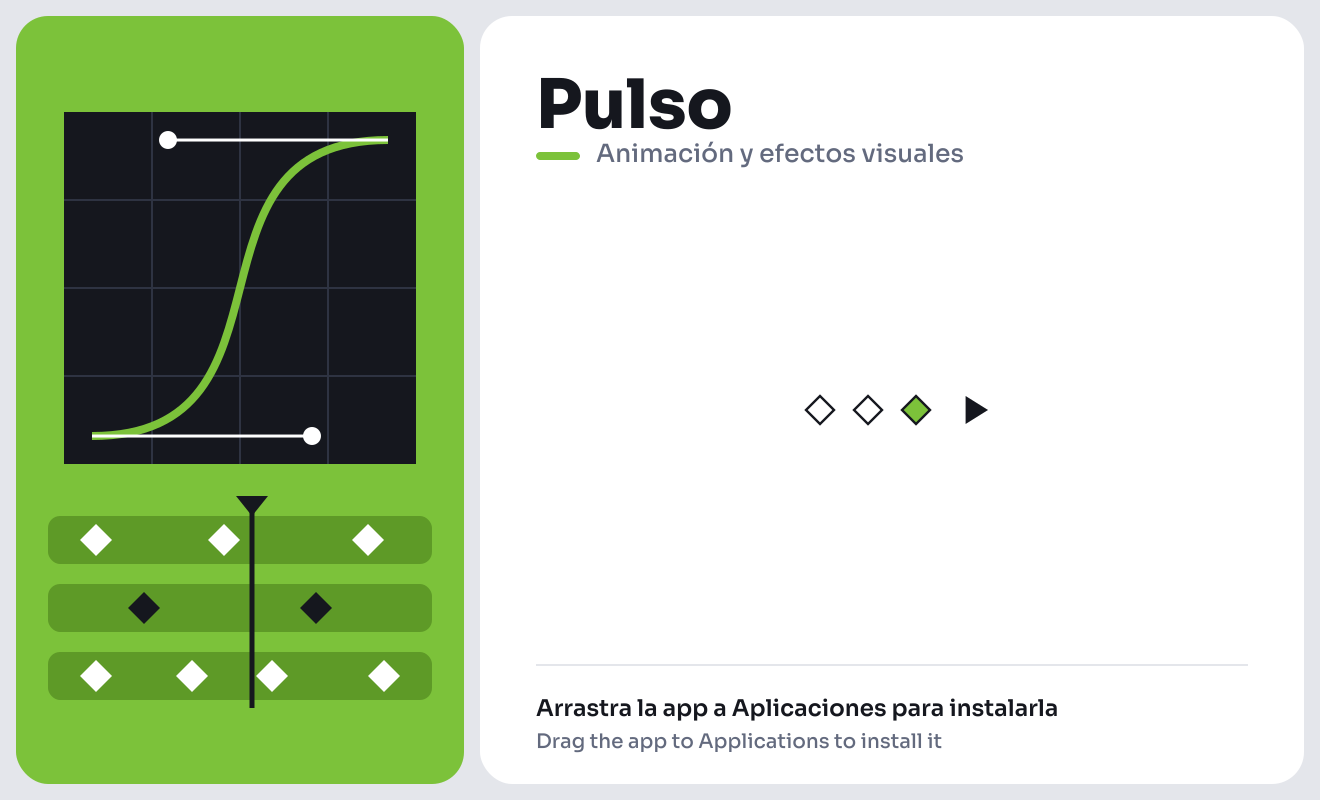 Pulso
Animación y efectos visuales
Arrastra la app a Aplicaciones para instalarla
Drag the app to Applications to install it